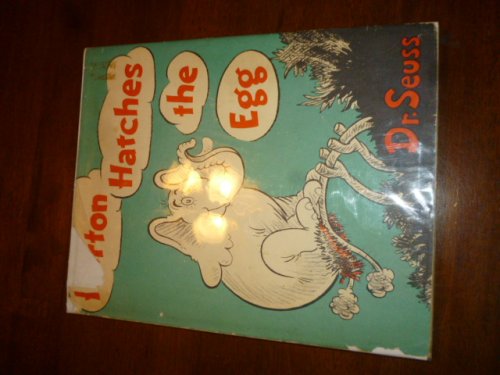 H rton
Hatches
the
Egg
Dr. Seuss